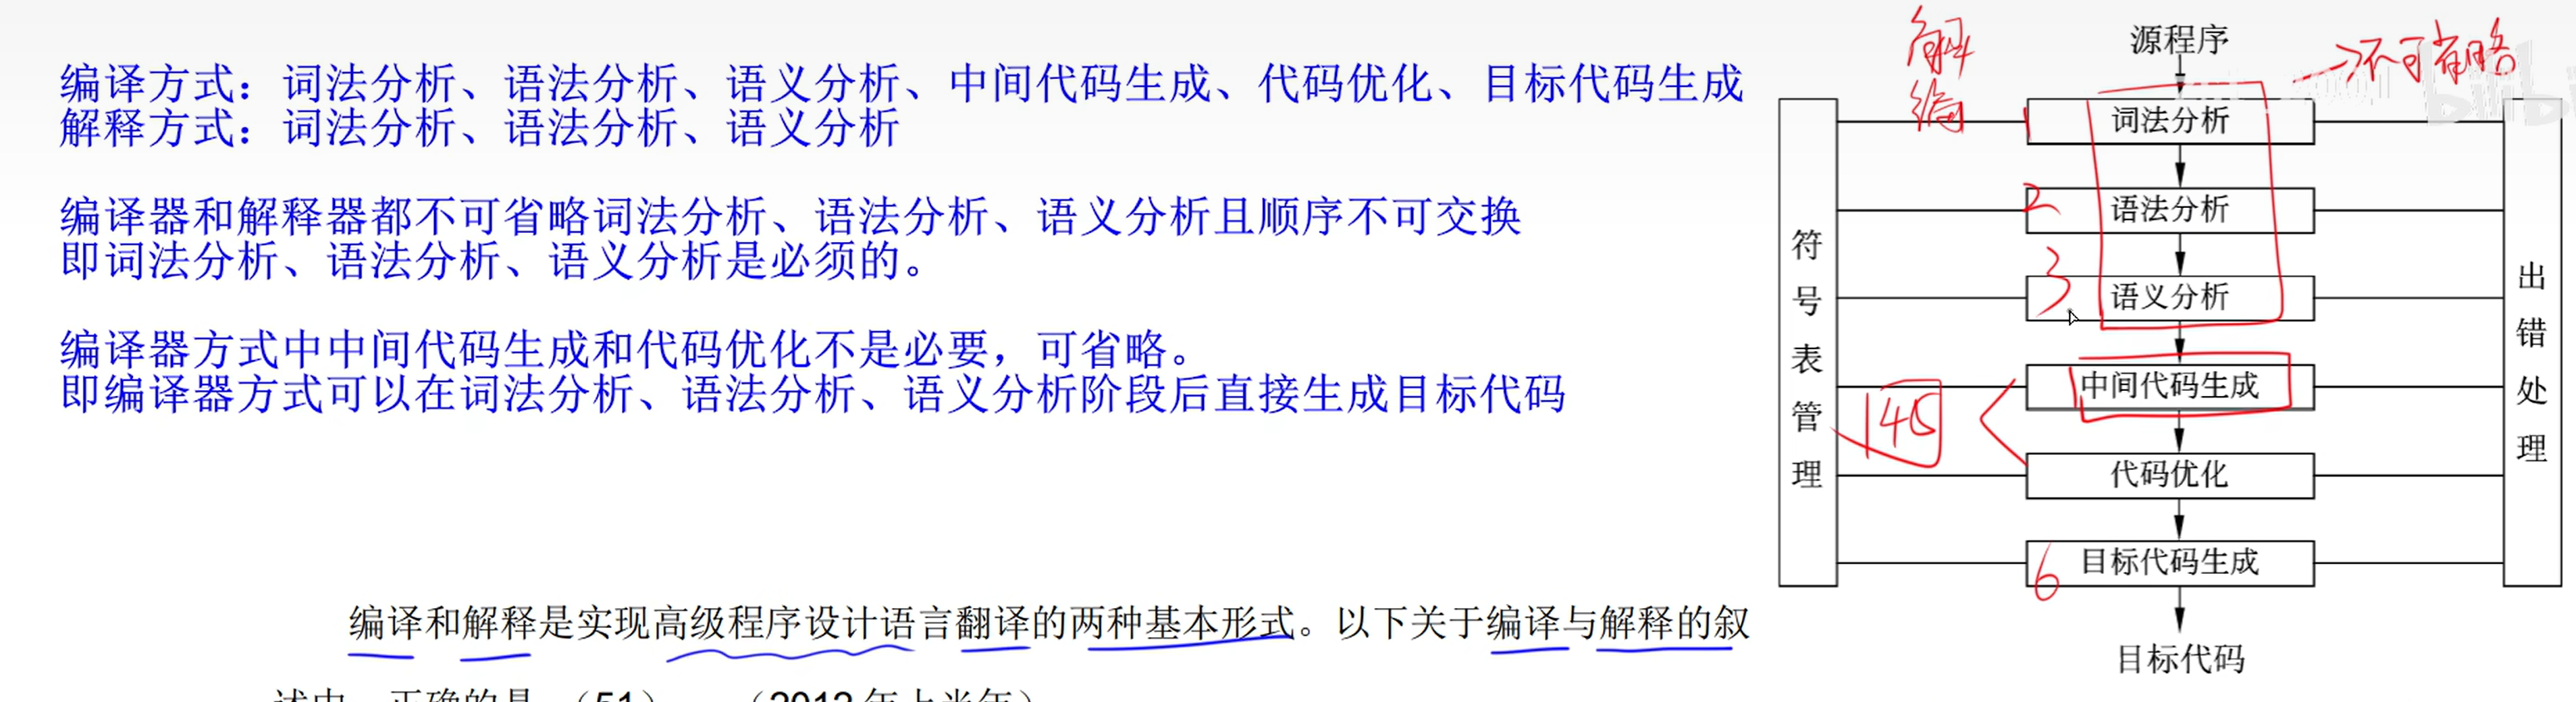 编译方式：词法分析、语法分析、语义分析、中间代码生成、代码优化、目标代码生成
解释方式：词法分析、语法分析、语义分析
编译器和解释器都不可省略词法分析、语法分析、语义分析且顺序不可交换
即词法分析、语法分析、语义分析是必须的。
编译器方式中中间代码生成和代码优化不是必要，可省略。
即编译器方式可以在词法分析、语法分析、语义分析阶段后直接生成目标代码
编译和解释是实现高级程序设计语言翻译的两种基本形式。以下关于编译与解释的叙
述中，正确的是（51）。（2012年上半年）
解
编
源程序
不可省略
1
词法分析
2
语法分析
3
语义分析
中间代码生成
145
代码优化
6
目标代码生成
目标代码
符号表管理
出错处理
bilibili